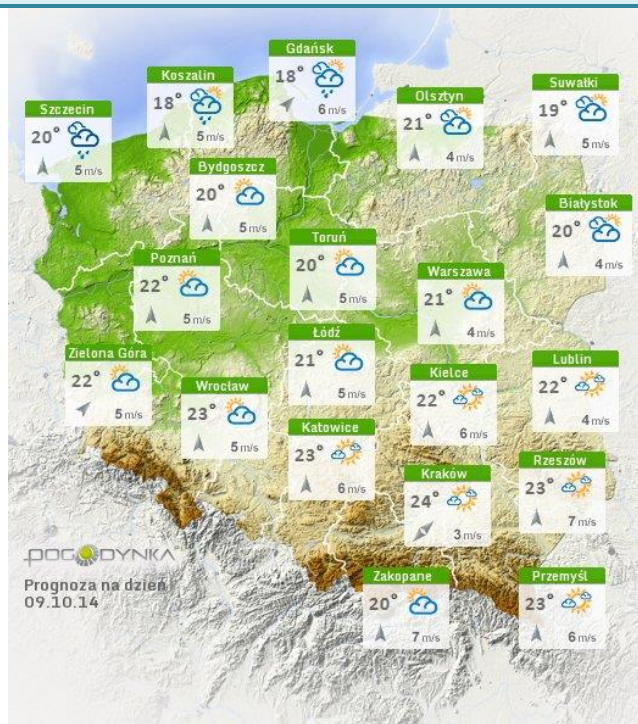 Gdańsk
18° 6 m/s
Koszalin
18° 5 m/s
Szczecin
20° 5 m/s
Olsztyn
21° 4 m/s
Suwałki
19° 5 m/s
Bydgoszcz
20° 5 m/s
Białystok
20° 4 m/s
Toruń
20° 5 m/s
Poznań
22° 5 m/s
Warszawa
21° 4 m/s
Łódź
21° 5 m/s
Zielona Góra
22° 5 m/s
Wrocław
23° 5 m/s
Kielce
22° 6 m/s
Lublin
22° 4 m/s
Katowice
23° 6 m/s
Kraków
24° 3 m/s
Rzeszów
23° 7 m/s
POGODYNKA
Prognoza na dzień
09.10.14
Zakopane
20° 7 m/s
Przemyśl
23° 6 m/s